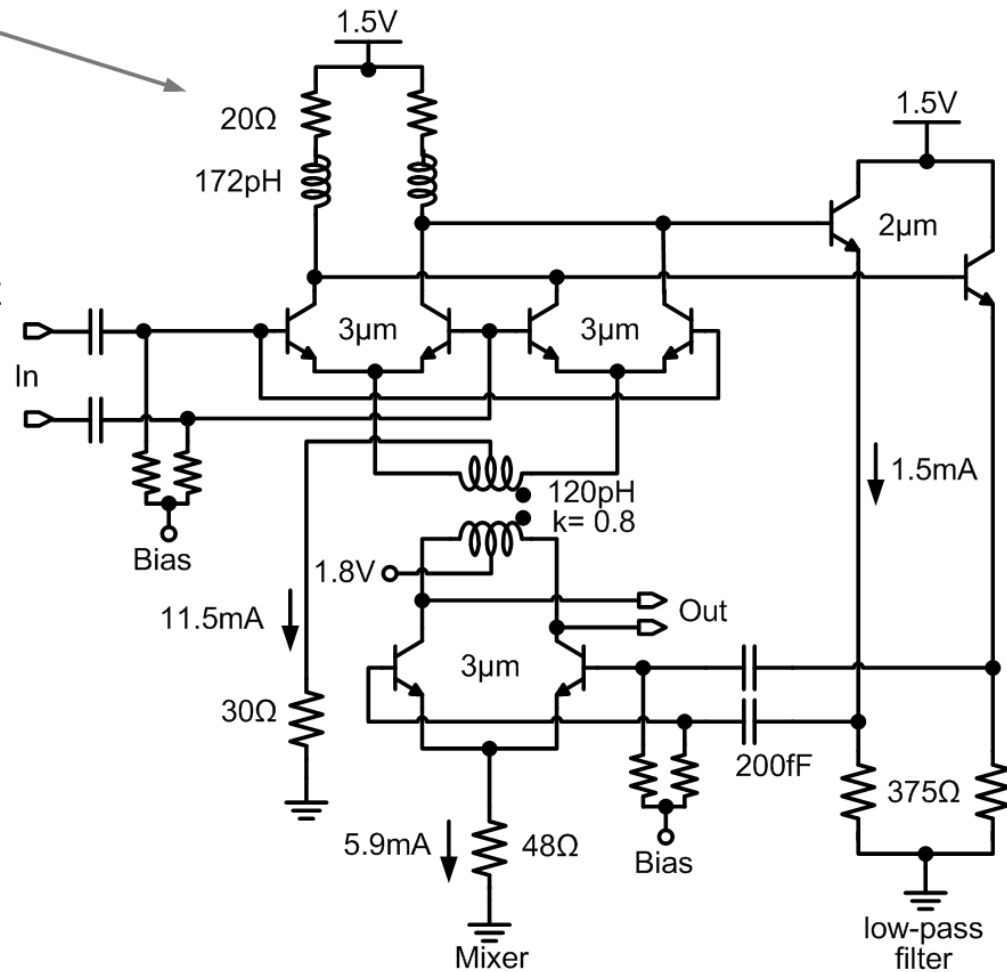 1.5V
20Ω
1.5V
172pH
2μm
3μm
3μm
In
120pH
k= 0.8
1.5mA
Bias
1.8V
11.5mA
Out
3μm
30Ω
200fF
375Ω
5.9mA
48Ω
Bias
Mixer
low-pass
filter